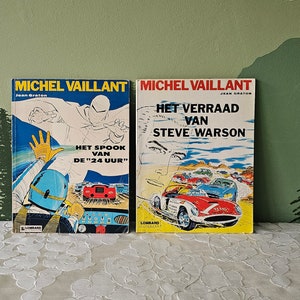 MICHEL VAILLANT
Jean Graton
HET SPOOK
VAN
DE "24 UUR"
LOMBARD
MICHEL VAILLANT
JEAN GRATON
HET VERRAAD
VAN
STEVE WARSON
LOMBARD